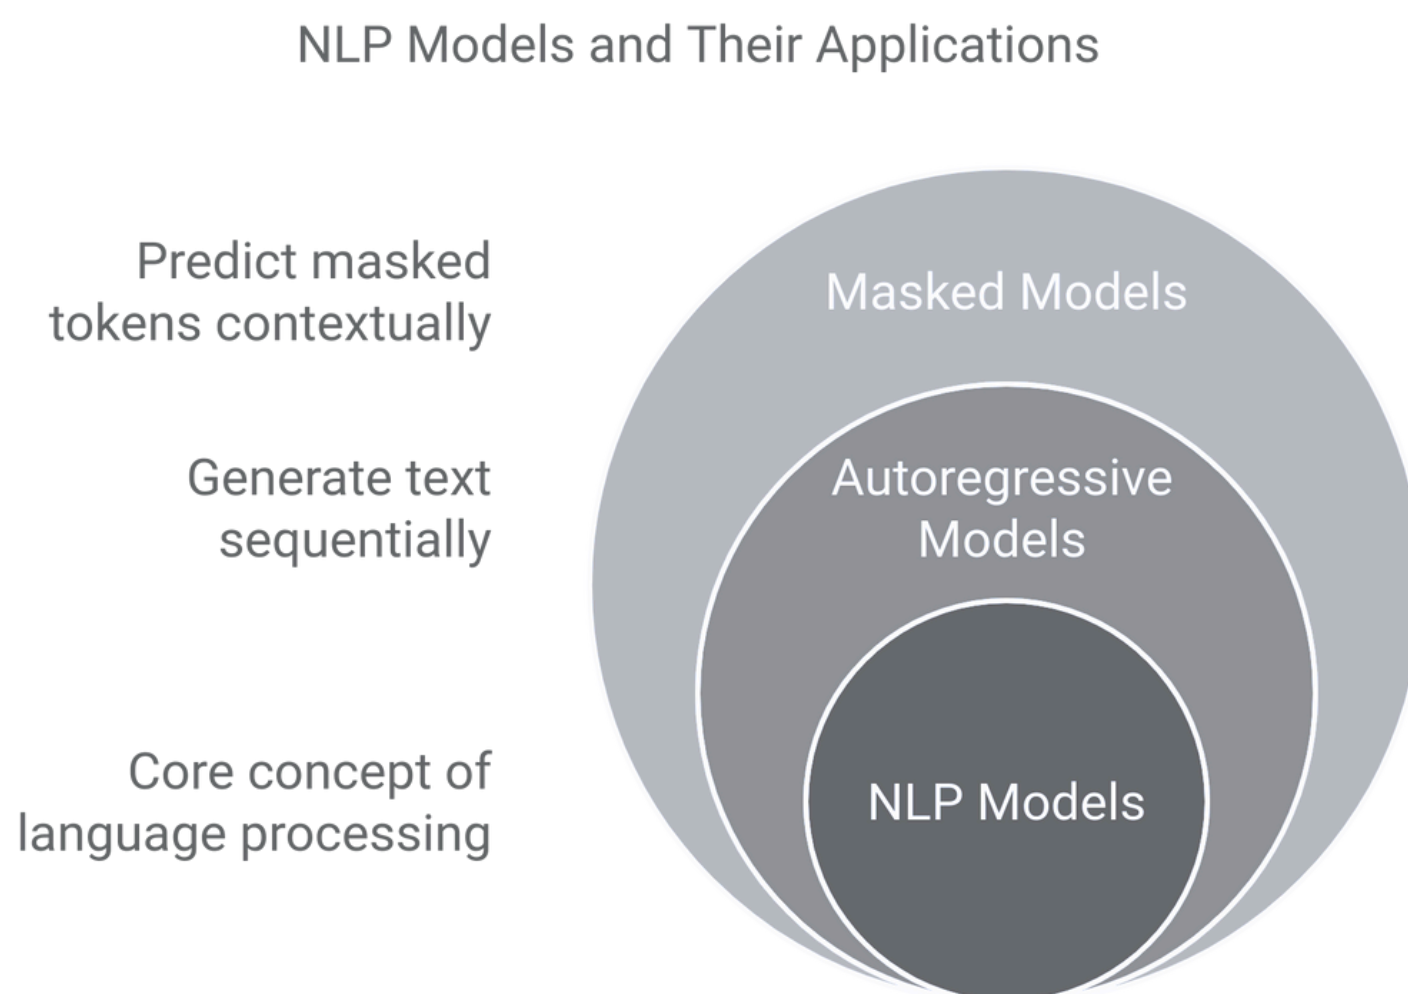 NLP Models and Their Applications
Predict masked
tokens contextually
Masked Models
Generate text
sequentially
Autoregressive
Models
Core concept of
language processing
NLP Models